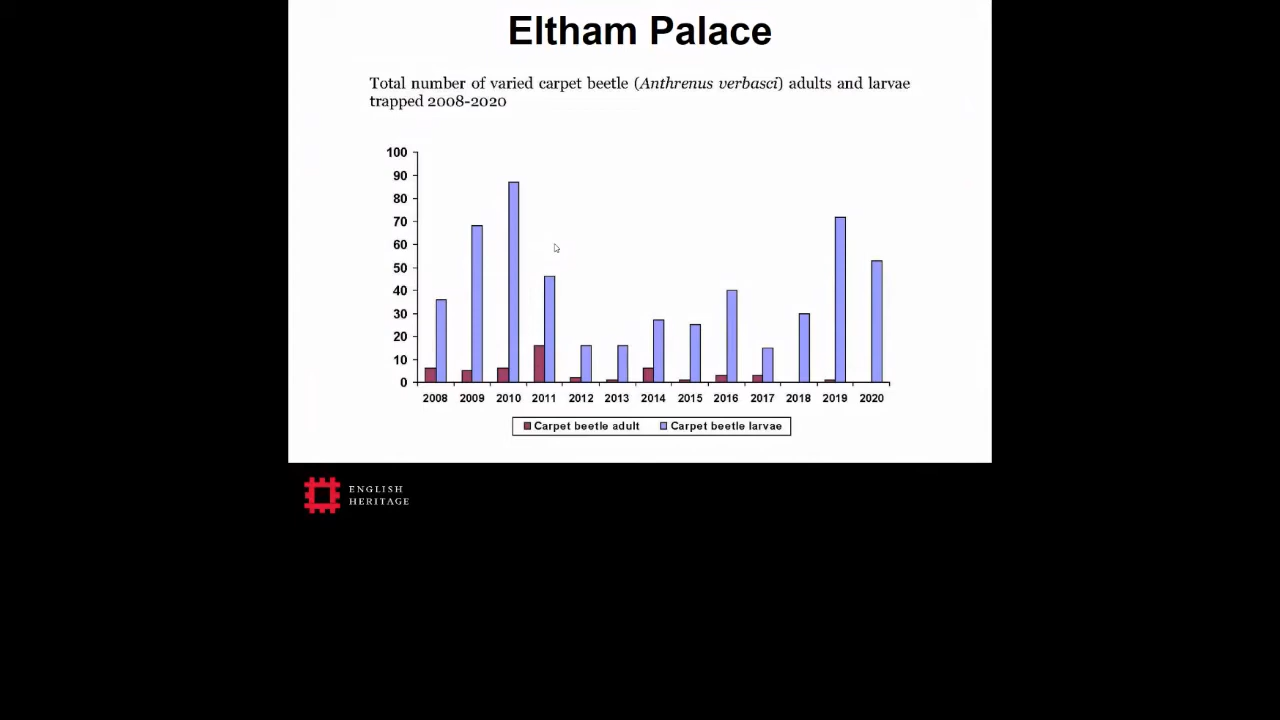 Eltham Palace
Total number of varied carpet beetle (Anthrenus verbasci) adults and larvae
trapped 2008-2020
100
90
80
70
60
50
40
30
20
10
0
2008 2009 2010 2011 2012 2013 2014 2015 2016 2017 2018 2019 2020
Carpet beetle adult Carpet beetle larvae
ENGLISH
HERITAGE